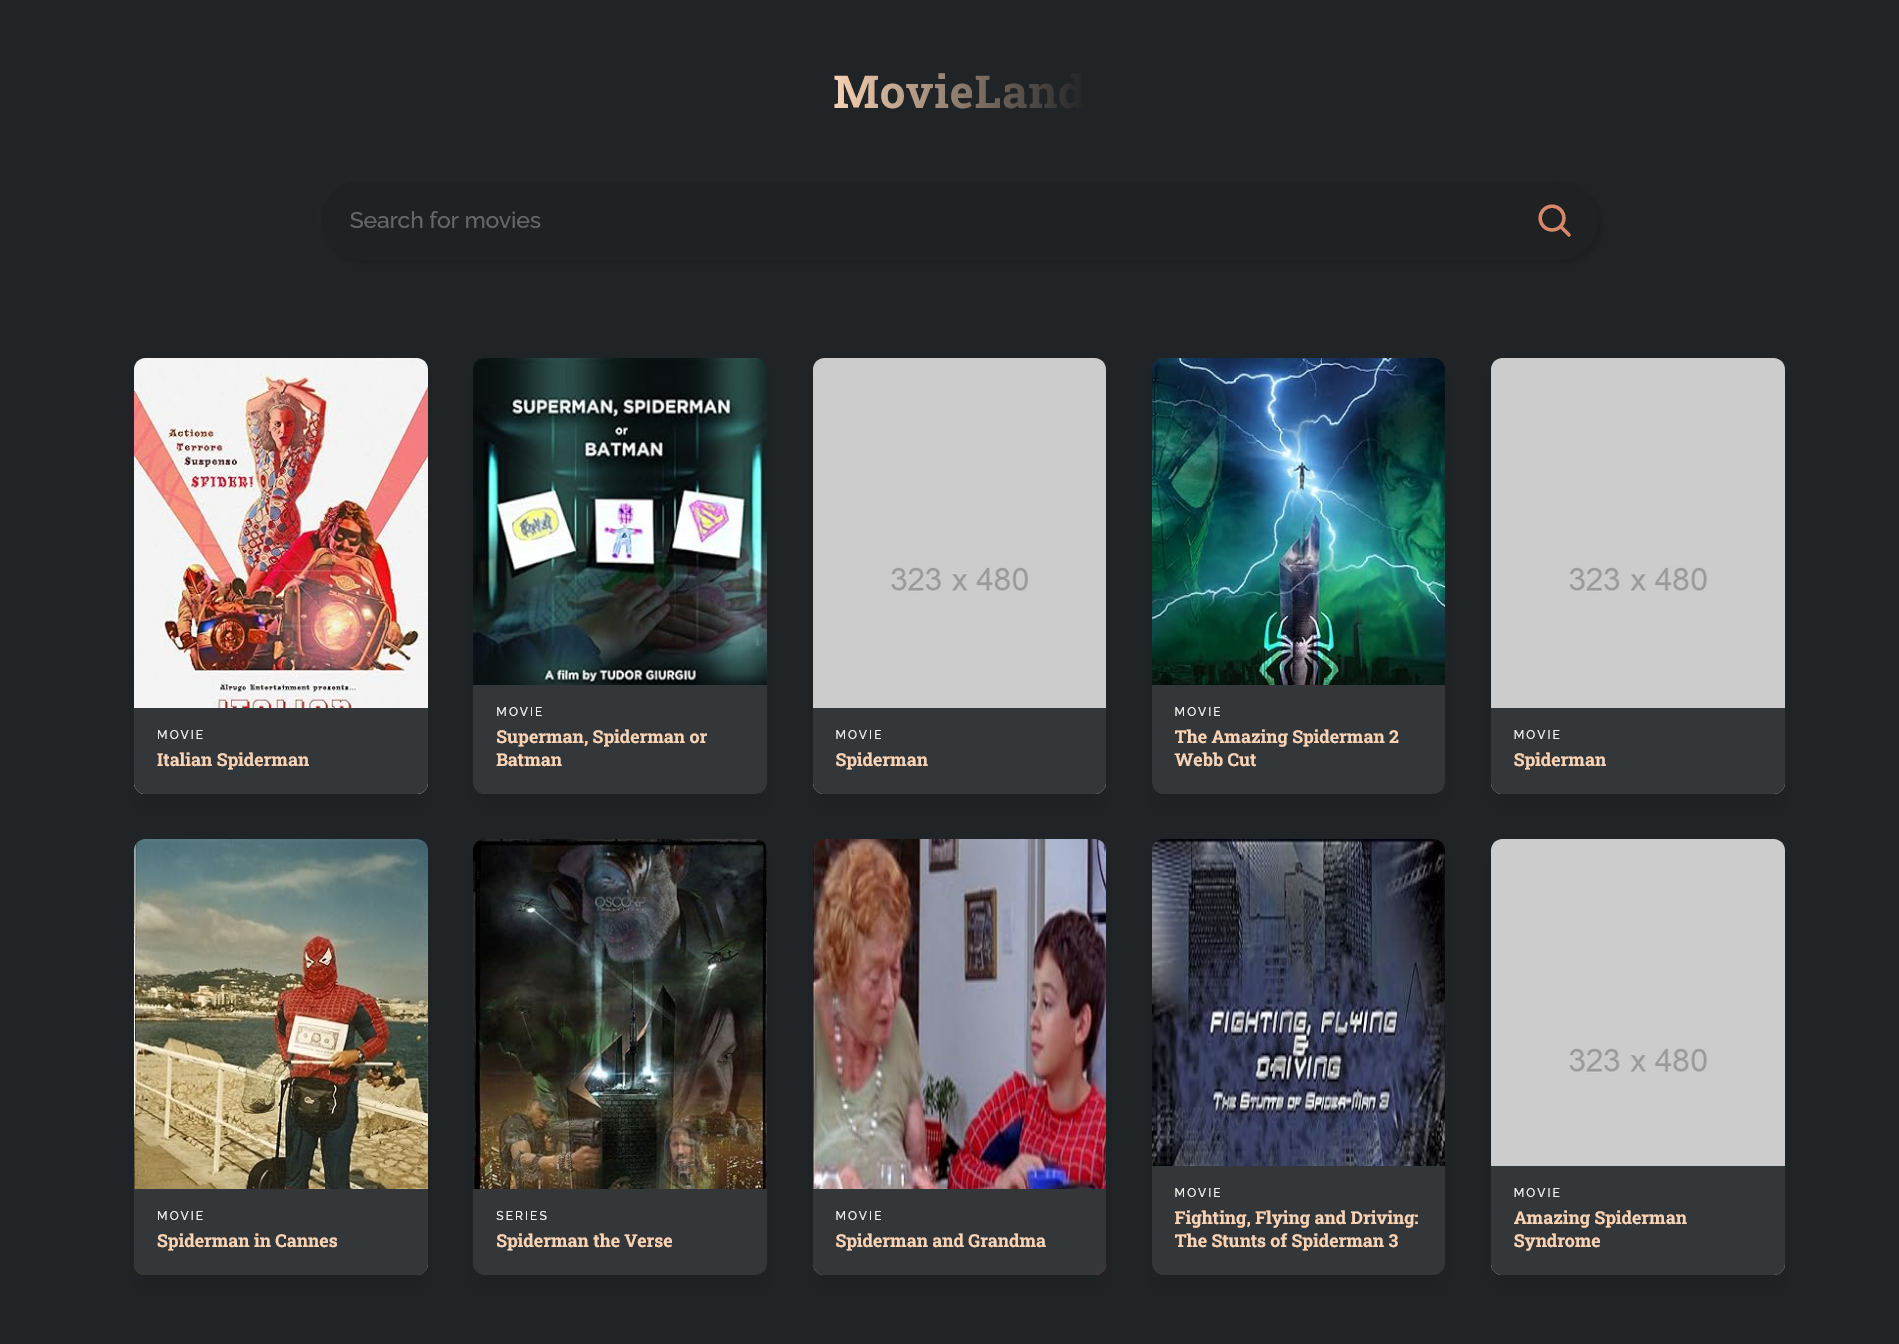 MovieLand
Search for movies
Actione
Terrore
Suspenso
SPIDER!
Alrugo Entertainment presents...
ITALIAN
MOVIE
Italian Spiderman
SUPERMAN, SPIDERMAN
or
BATMAN
A film by TUDOR GIURGIU
MOVIE
Superman, Spiderman or
Batman
323 x 480
MOVIE
Spiderman
MOVIE
The Amazing Spiderman 2
Webb Cut
323 x 480
MOVIE
Spiderman
MOVIE
Spiderman in Cannes
OSCORP
SERIES
Spiderman the Verse
MOVIE
Spiderman and Grandma
FIGHTING, FLYING
&
DRIVING
THE STUNTS OF SPIDER-MAN 3
MOVIE
Fighting, Flying and Driving:
The Stunts of Spiderman 3
323 x 480
MOVIE
Amazing Spiderman
Syndrome